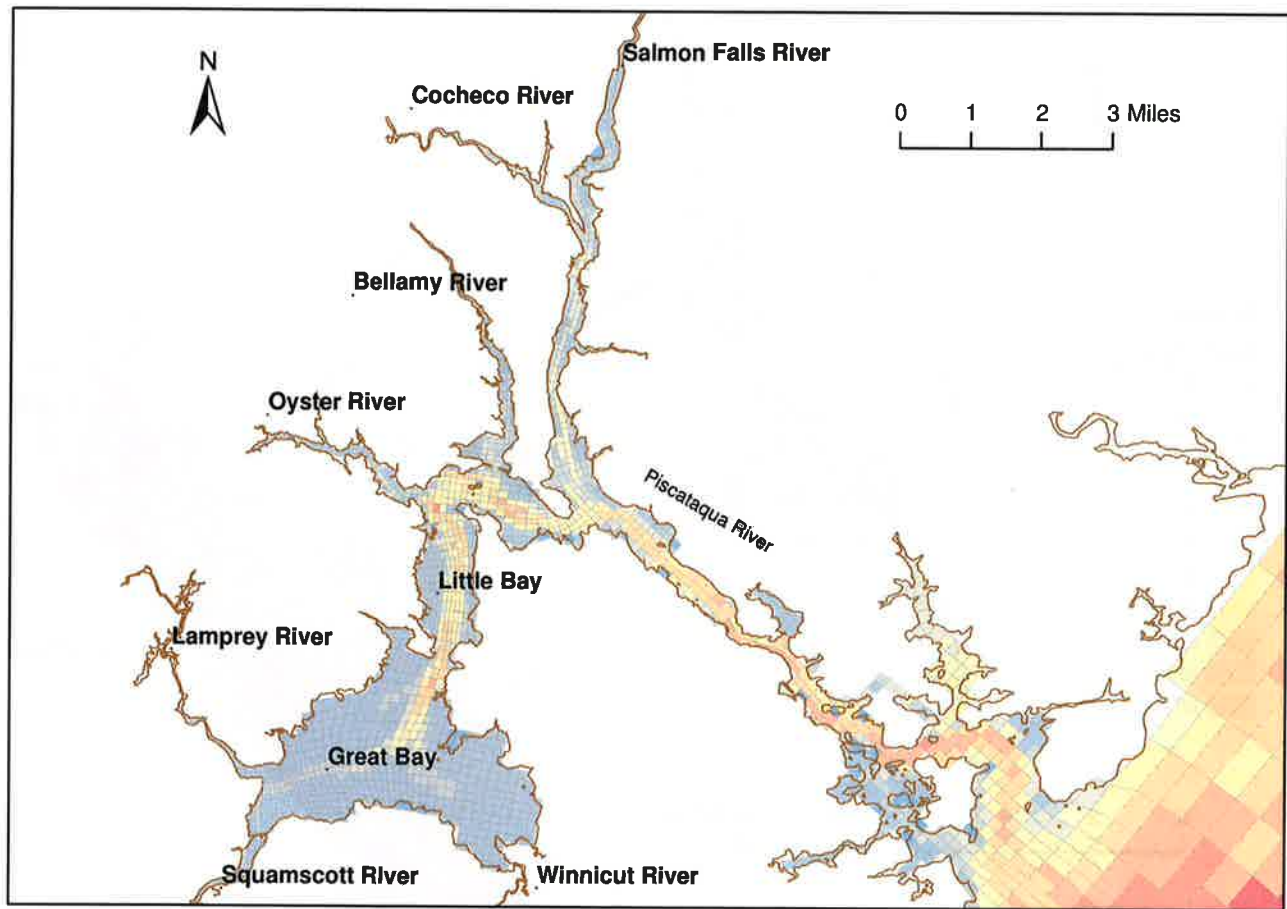 N
Salmon Falls River
Cocheco River
0 1 2 3 Miles
Bellamy River
Oyster River
Piscataqua River
Little Bay
Lamprey River
Great Bay
Squamscott River
Winnicut River